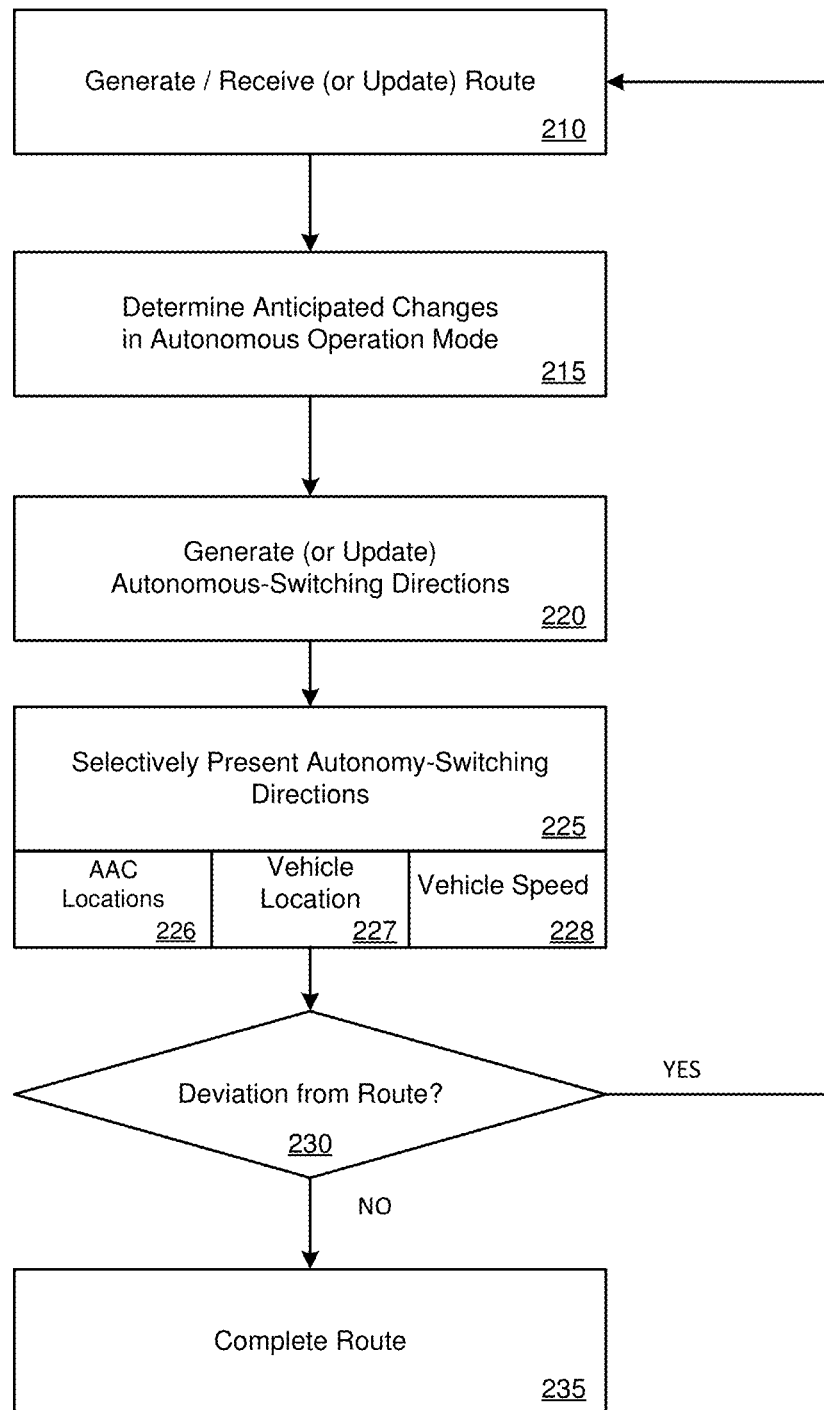 Generate / Receive (or Update) Route
210
Determine Anticipated Changes
in Autonomous Operation Mode
215
Generate (or Update)
Autonomous-Switching Directions
220
Selectively Present Autonomy-Switching
Directions
225
AAC
Locations
226
Vehicle
Location
227
Vehicle Speed
228
Deviation from Route?
230
YES
NO
Complete Route
235